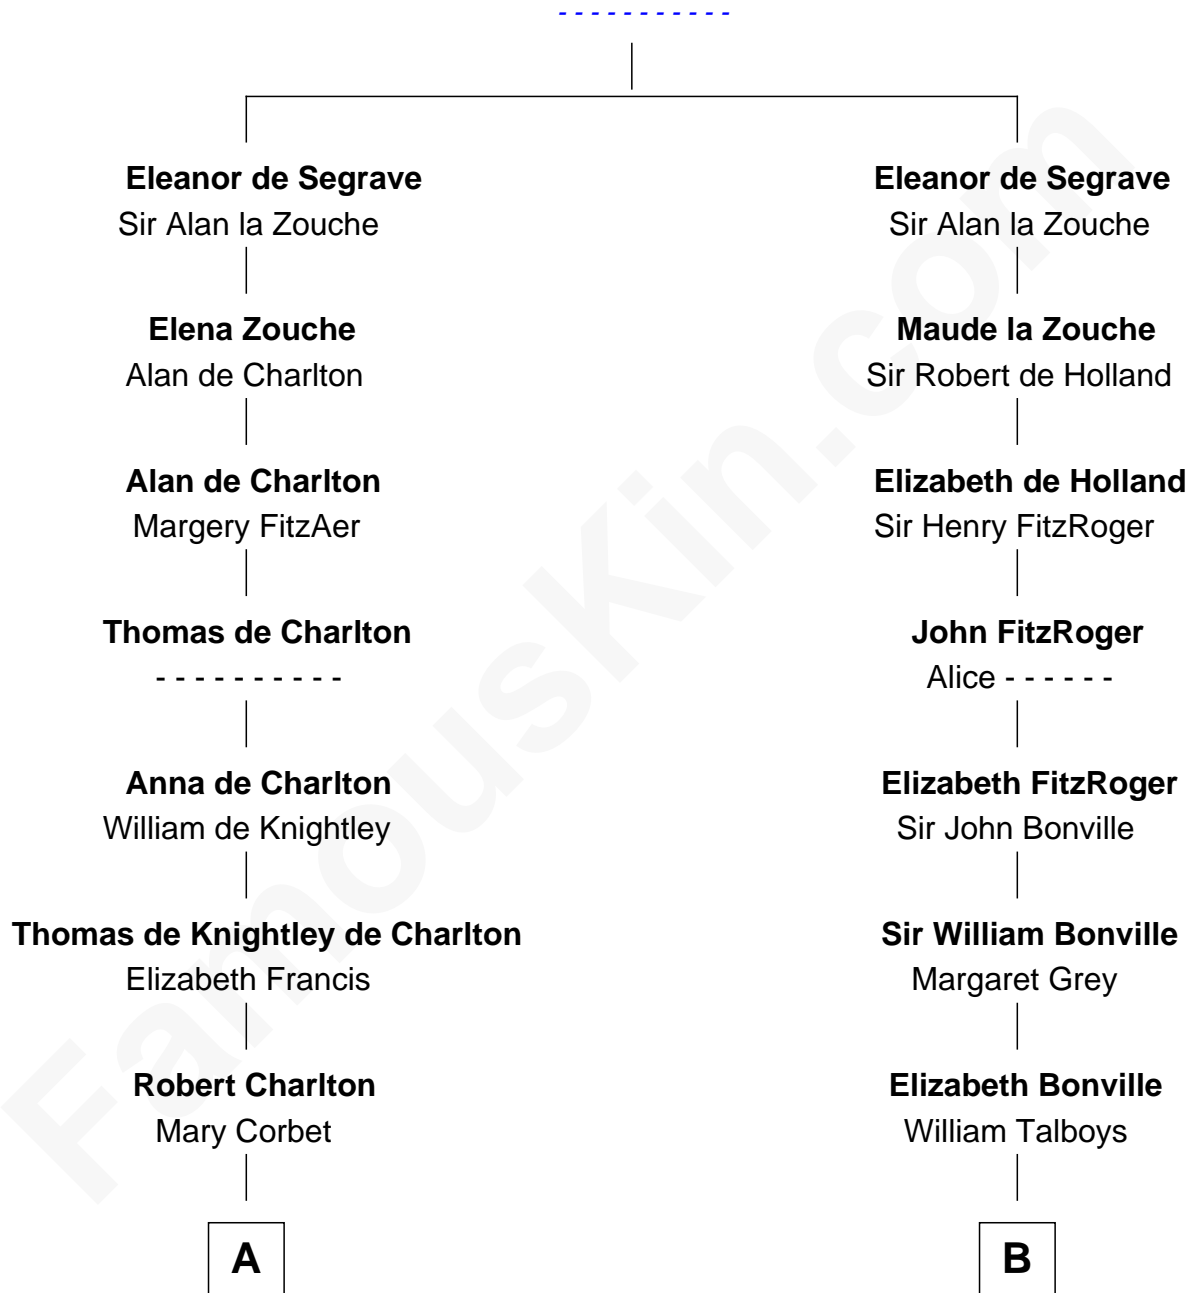 - - - - - - - - - - -
Eleanor de Segrave
Sir Alan la Zouche
Elena Zouche
Alan de Charlton
Alan de Charlton
Margery FitzAer
Thomas de Charlton
- - - - - - - - - -
Anna de Charlton
William de Knightley
Thomas de Knightley de Charlton
Elizabeth Francis
Robert Charlton
Mary Corbet
A
Eleanor de Segrave
Sir Alan la Zouche
Maude la Zouche
Sir Robert de Holland
Elizabeth de Holland
Sir Henry FitzRoger
John FitzRoger
Alice - - - - - -
Elizabeth FitzRoger
Sir John Bonville
Sir William Bonville
Margaret Grey
Elizabeth Bonville
William Talboys
B
FamousKin.com